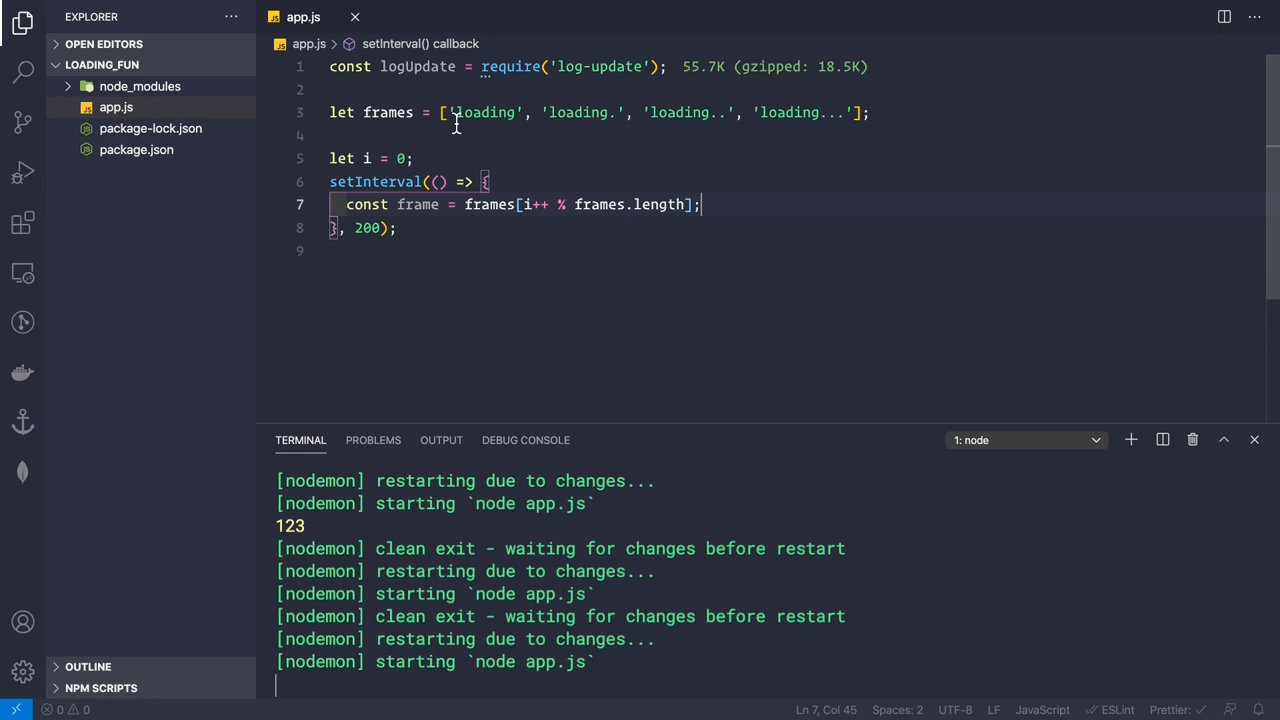 EXPLORER
OPEN EDITORS
LOADING_FUN
node_modules
JS app.js
package-lock.json
package.json
OUTLINE
NPM SCRIPTS
JS app.js
JS app.js setInterval() callback
1 const logUpdate = require('log-update'); 55.7K (gzipped: 18.5K)
2
3 let frames = ['loading', 'loading.', 'loading..', 'loading...'];
4
5 let i = 0;
6 setInterval(() => {
7 const frame = frames[i++ % frames.length];
8 }, 200);
9
TERMINAL PROBLEMS OUTPUT DEBUG CONSOLE 1: node
[nodemon] restarting due to changes...
[nodemon] starting `node app.js`
123
[nodemon] clean exit - waiting for changes before restart
[nodemon] restarting due to changes...
[nodemon] starting `node app.js`
[nodemon] clean exit - waiting for changes before restart
[nodemon] restarting due to changes...
[nodemon] starting `node app.js`
0 0 Ln 7, Col 45 Spaces: 2 UTF-8 LF JavaScript ESLint Prettier: